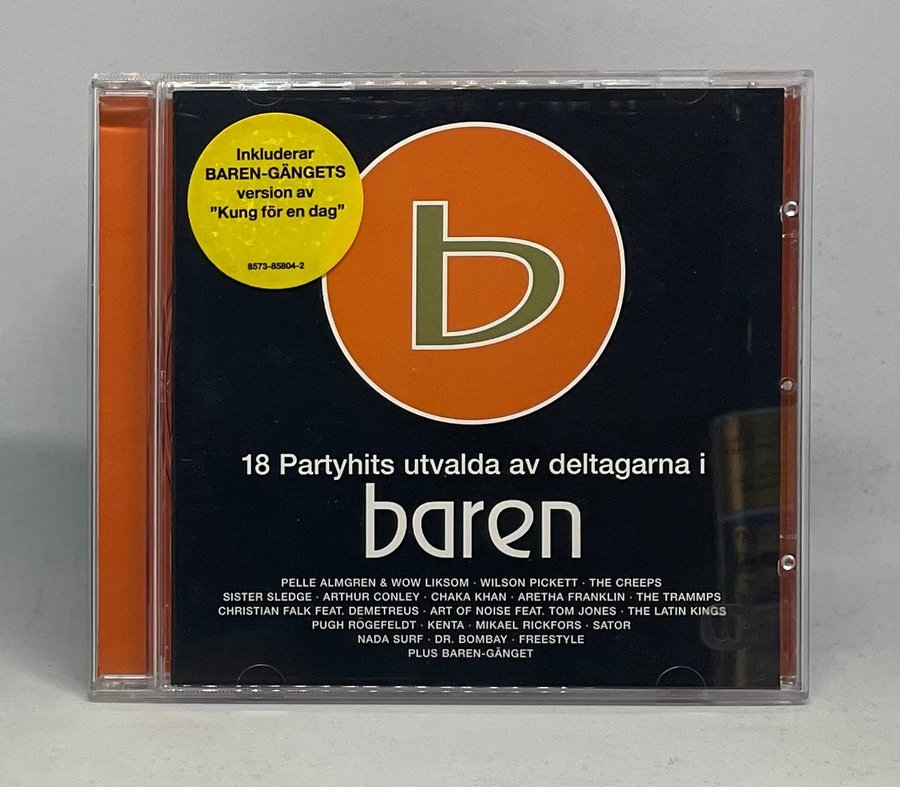 Inkluderar
BAREN-GÄNGETS
version av
"Kung för en dag"
8573-85804-2
b
18 Partyhits utvalda av deltagarna i
baren
PELLE ALMGREN & WOW LIKSOM · WILSON PICKETT · THE CREEPS
SISTER SLEDGE · ARTHUR CONLEY · CHAKA KHAN · ARETHA FRANKLIN · THE TRAMMPS
CHRISTIAN FALK FEAT. DEMETREUS · ART OF NOISE FEAT. TOM JONES · THE LATIN KINGS
PUGH ROGEFELDT · KENTA · MIKAEL RICKFORS · SATOR
NADA SURF · DR. BOMBAY · FREESTYLE
PLUS BAREN-GÄNGET